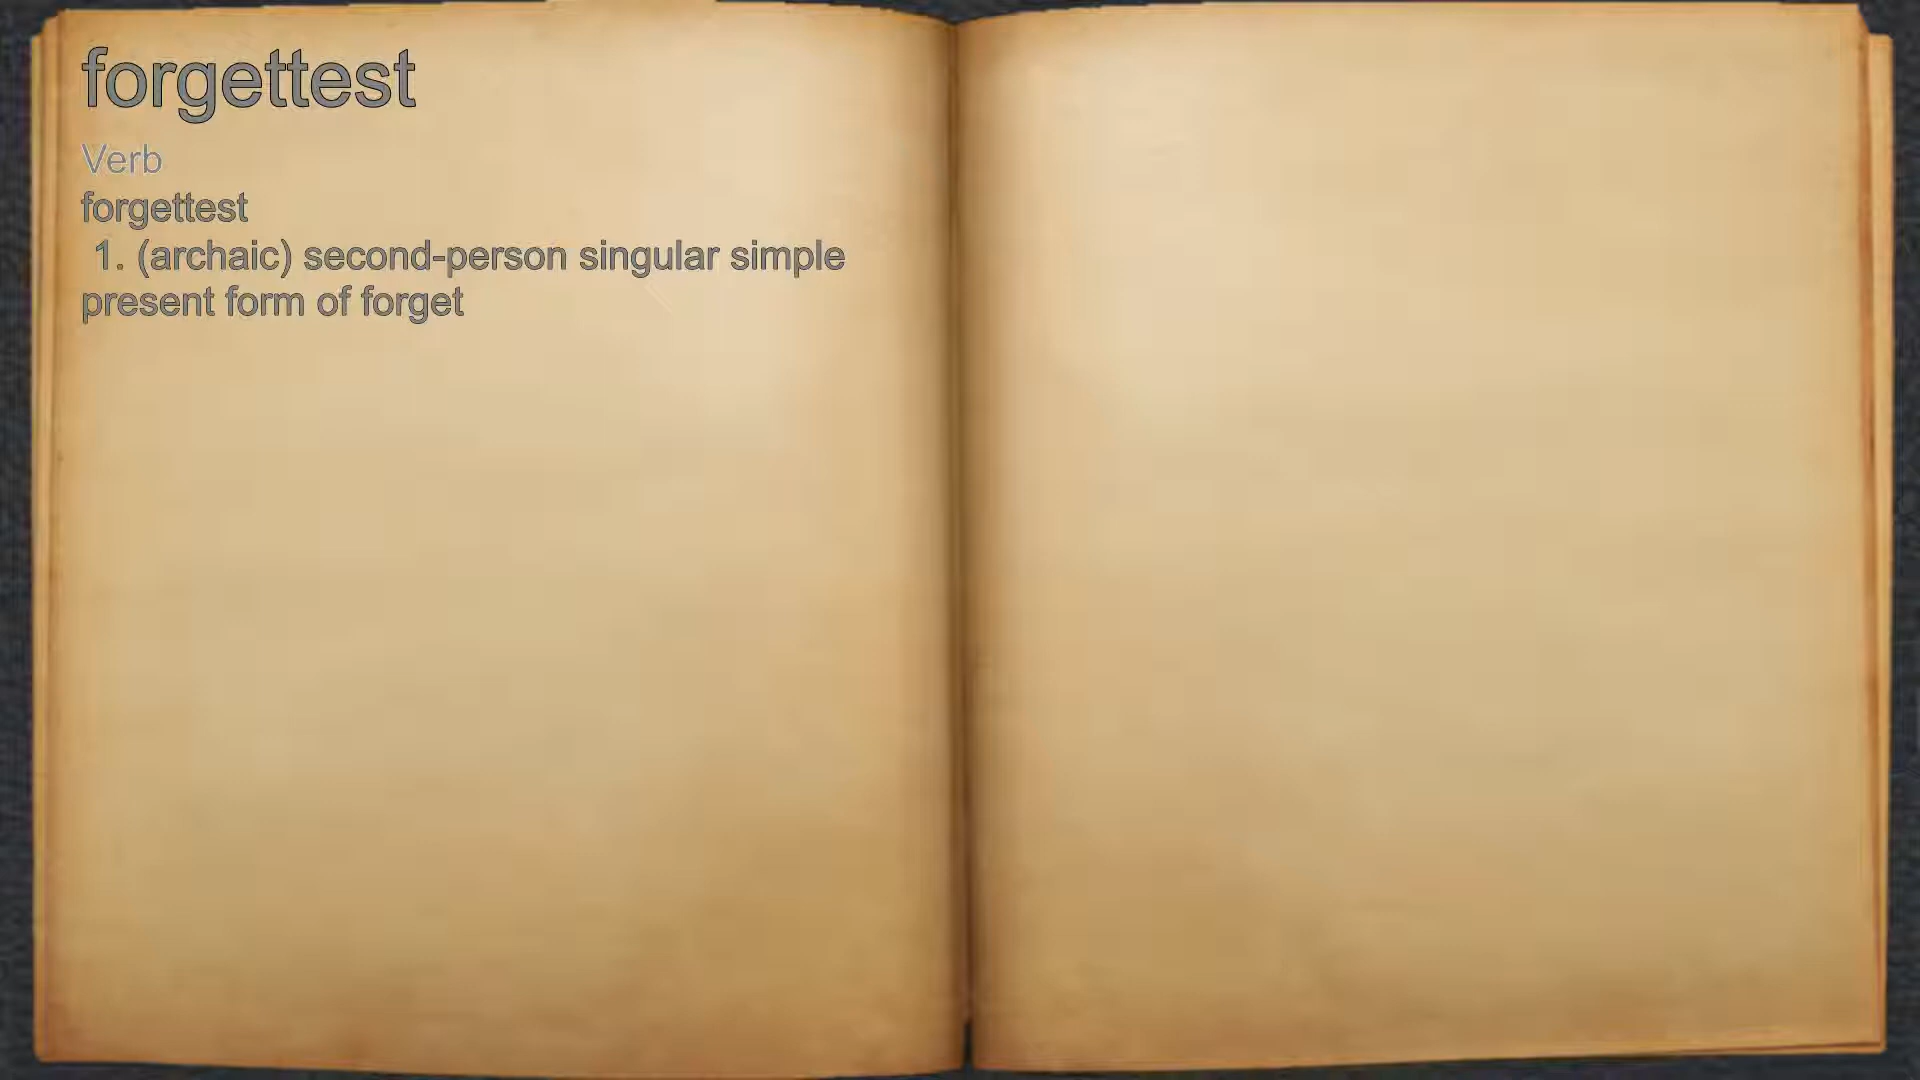 forgettest
Verb
forgettest
1. (archaic) second-person singular simple
present form of forget